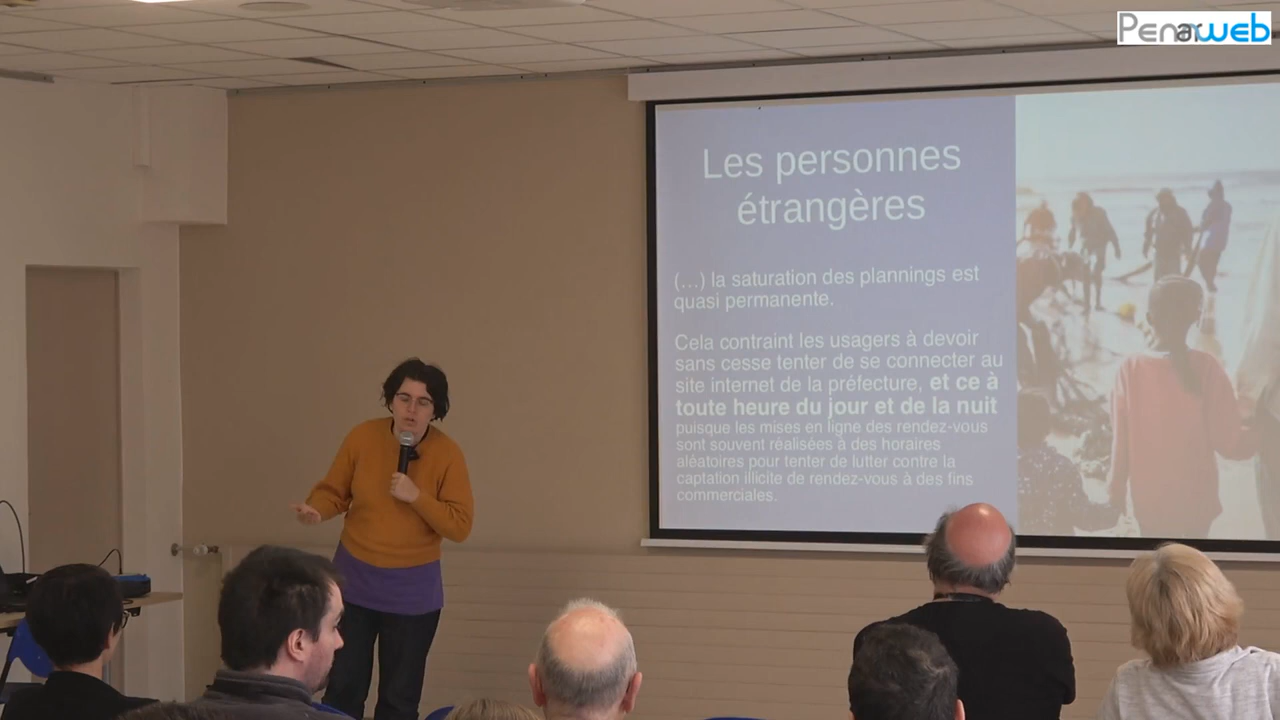 Penarweb
Les personnes
étrangères
(...) la saturation des plannings est
quasi permanente.
Cela contraint les usagers à devoir
sans cesse tenter de se connecter au
site internet de la préfecture, et ce à
toute heure du jour et de la nuit
puisque les mises en ligne des rendez-vous
sont souvent réalisées à des horaires
aléatoires pour tenter de lutter contre la
captation illicite de rendez-vous à des fins
commerciales.